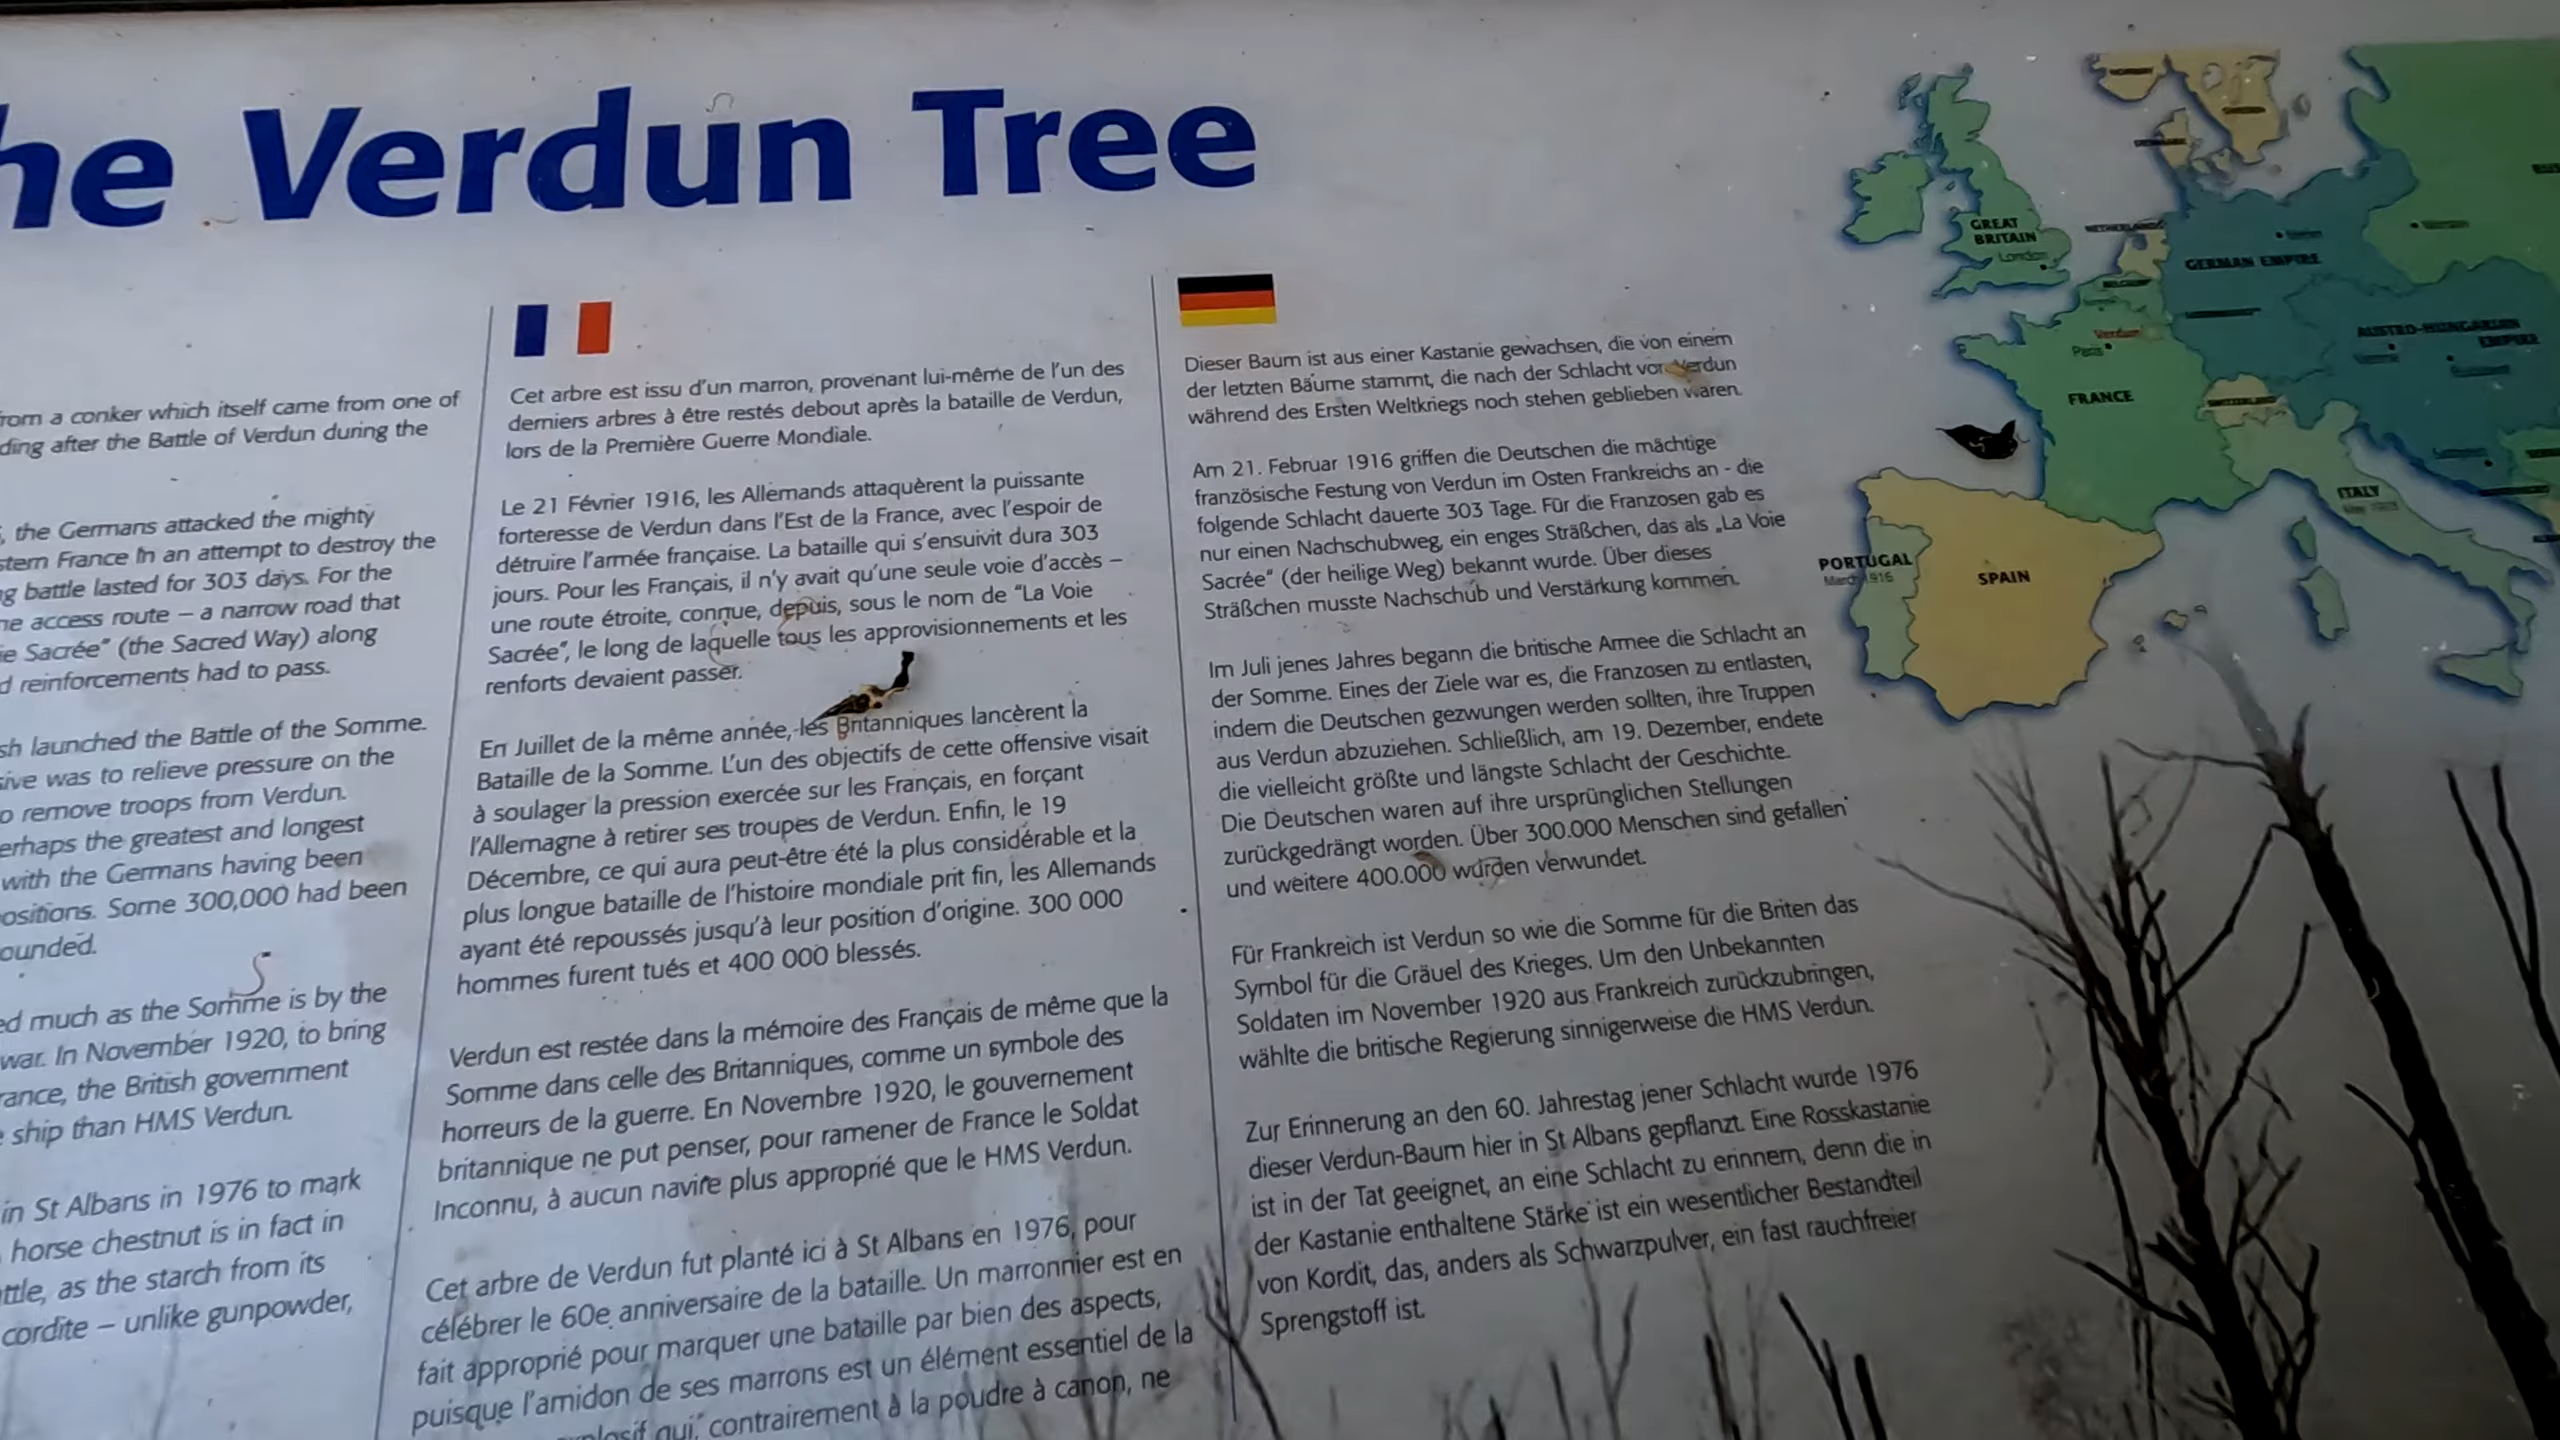 he Verdun Tree
rom a conker which itself came from one of
ding after the Battle of Verdun during the
, the Germans attacked the mighty
stern France in an attempt to destroy the
g battle lasted for 303 days. For the
ne access route – a narrow road that
ie Sacrée" (the Sacred Way) along
d reinforcements had to pass.
sh launched the Battle of the Somme.
sive was to relieve pressure on the
o remove troops from Verdun.
erhaps the greatest and longest
with the Germans having been
ositions. Some 300,000 had been
ounded.
ed much as the Somme is by the
war. In November 1920, to bring
rance, the British government
ship than HMS Verdun.
in St Albans in 1976 to mark
horse chestnut is in fact in
ttle, as the starch from its
cordite – unlike gunpowder,
Cet arbre est issu d'un marron, provenant lui-même de l'un des
derniers arbres à être restés debout après la bataille de Verdun,
lors de la Première Guerre Mondiale.
Le 21 Février 1916, les Allemands attaquèrent la puissante
forteresse de Verdun dans l'Est de la France, avec l'espoir de
détruire l'armée française. La bataille qui s'ensuivit dura 303
jours. Pour les Français, il n'y avait qu'une seule voie d'accès –
une route étroite, connue, depuis, sous le nom de "La Voie
Sacrée", le long de laquelle tous les approvisionnements et les
renforts devaient passer.
En Juillet de la même année, les Britanniques lancèrent la
Bataille de la Somme. L'un des objectifs de cette offensive visait
à soulager la pression exercée sur les Français, en forçant
l'Allemagne à retirer ses troupes de Verdun. Enfin, le 19
Décembre, ce qui aura peut-être été la plus considérable et la
plus longue bataille de l'histoire mondiale prit fin, les Allemands
ayant été repoussés jusqu'à leur position d'origine. 300 000
hommes furent tués et 400 000 blessés.
Verdun est restée dans la mémoire des Français de même que la
Somme dans celle des Britanniques, comme un symbole des
horreurs de la guerre. En Novembre 1920, le gouvernement
britannique ne put penser, pour ramener de France le Soldat
Inconnu, à aucun navire plus approprié que le HMS Verdun.
Cet arbre de Verdun fut planté ici à St Albans en 1976, pour
célébrer le 60e anniversaire de la bataille. Un marronnier est en
fait approprié pour marquer une bataille par bien des aspects,
puisque l'amidon de ses marrons est un élément essentiel de la
qui, contrairement à la poudre à canon, ne
Dieser Baum ist aus einer Kastanie gewachsen, die von einem
der letzten Bäume stammt, die nach der Schlacht vor Verdun
während des Ersten Weltkriegs noch stehen geblieben waren.
Am 21. Februar 1916 griffen die Deutschen die mächtige
französische Festung von Verdun im Osten Frankreichs an - die
folgende Schlacht dauerte 303 Tage. Für die Franzosen gab es
nur einen Nachschubweg, ein enges Sträßchen, das als „La Voie
Sacrée" (der heilige Weg) bekannt wurde. Über dieses
Sträßchen musste Nachschub und Verstärkung kommen.
Im Juli jenes Jahres begann die britische Armee die Schlacht an
der Somme. Eines der Ziele war es, die Franzosen zu entlasten,
indem die Deutschen gezwungen werden sollten, ihre Truppen
aus Verdun abzuziehen. Schließlich, am 19. Dezember, endete
die vielleicht größte und längste Schlacht der Geschichte.
Die Deutschen waren auf ihre ursprünglichen Stellungen
zurückgedrängt worden. Über 300.000 Menschen sind gefallen
und weitere 400.000 wurden verwundet.
Für Frankreich ist Verdun so wie die Somme für die Briten das
Symbol für die Gräuel des Krieges. Um den Unbekannten
Soldaten im November 1920 aus Frankreich zurückzubringen,
wählte die britische Regierung sinnigerweise die HMS Verdun.
Zur Erinnerung an den 60. Jahrestag jener Schlacht wurde 1976
dieser Verdun-Baum hier in St Albans gepflanzt. Eine Rosskastanie
ist in der Tat geeignet, an eine Schlacht zu erinnern, denn die in
der Kastanie enthaltene Stärke ist ein wesentlicher Bestandteil
von Kordit, das, anders als Schwarzpulver, ein fast rauchfreier
Sprengstoff ist.
NORWAY
SWEDEN
DENMARK
GREAT
BRITAIN
London
NETHERLANDS
GERMAN EMPIRE
BELGIUM
Verdun
Paris
AUSTRO-HUNGARIAN
EMPIRE
FRANCE
SWITZERLAND
ITALY
PORTUGAL
March 1916
SPAIN